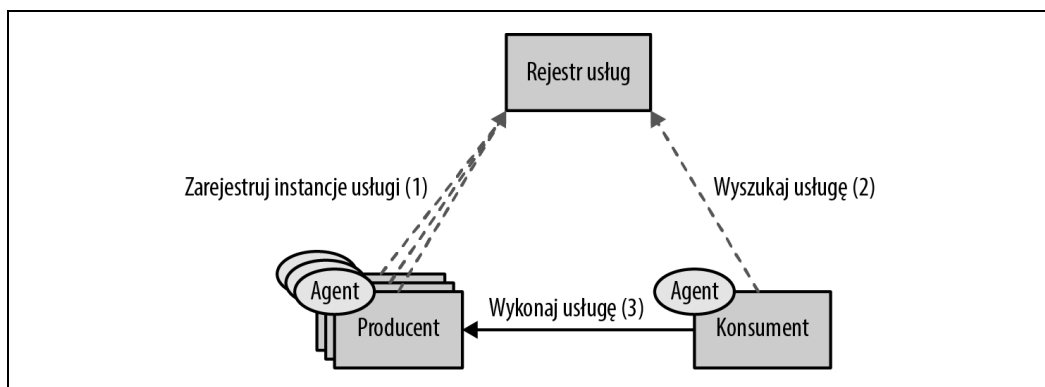 Rejestr usług
Zarejestruj instancje usługi (1)
Wyszukaj usługę (2)
Agent
Producent
Wykonaj usługę (3)
Agent
Konsument